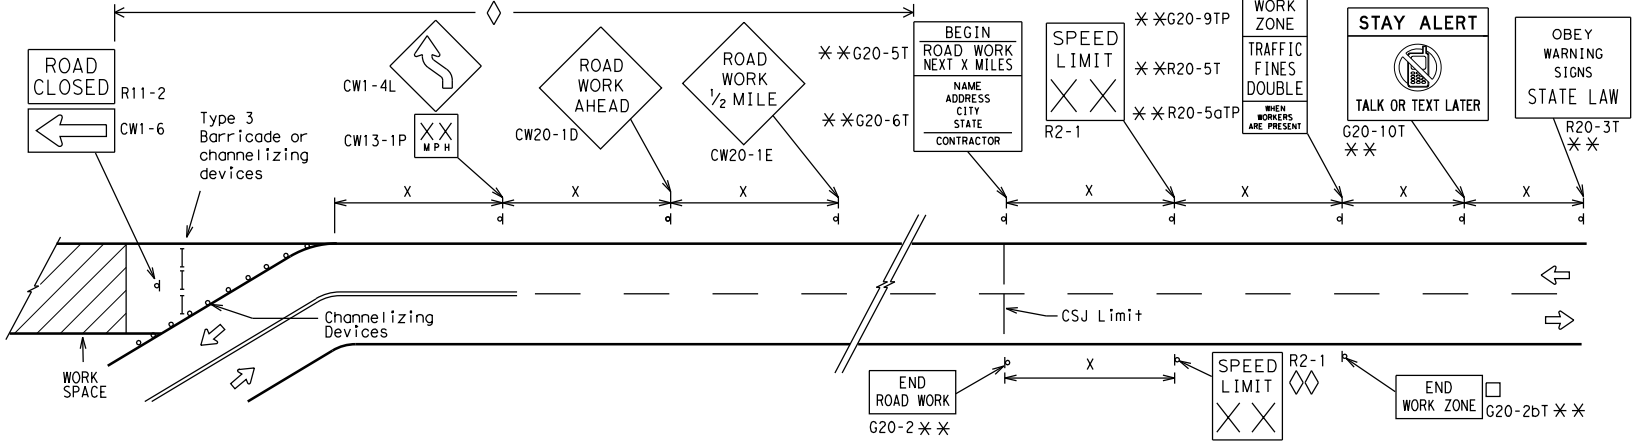 ROAD
CLOSED
R11-2
CW1-6
Type 3
Barricade or
channelizing
devices
CW1-4L
CW13-1P
X X
MPH
ROAD
WORK
AHEAD
CW20-1D
ROAD
WORK
1/2 MILE
CW20-1E
**G20-5T
**G20-6T
BEGIN
ROAD WORK
NEXT X MILES
NAME
ADDRESS
CITY
STATE
CONTRACTOR
SPEED
LIMIT
X X
R2-1
**G20-9TP
**R20-5T
**R20-5aTP
WORK
ZONE
TRAFFIC
FINES
DOUBLE
WHEN
WORKERS
ARE PRESENT
STAY ALERT
TALK OR TEXT LATER
G20-10T
**
OBEY
WARNING
SIGNS
STATE LAW
R20-3T
**
X
X
X
X
X
X
Channelizing
Devices
WORK
SPACE
CSJ Limit
END
ROAD WORK
G20-2 **
X
SPEED
LIMIT
X X
R2-1
END
WORK ZONE
G20-2bT **